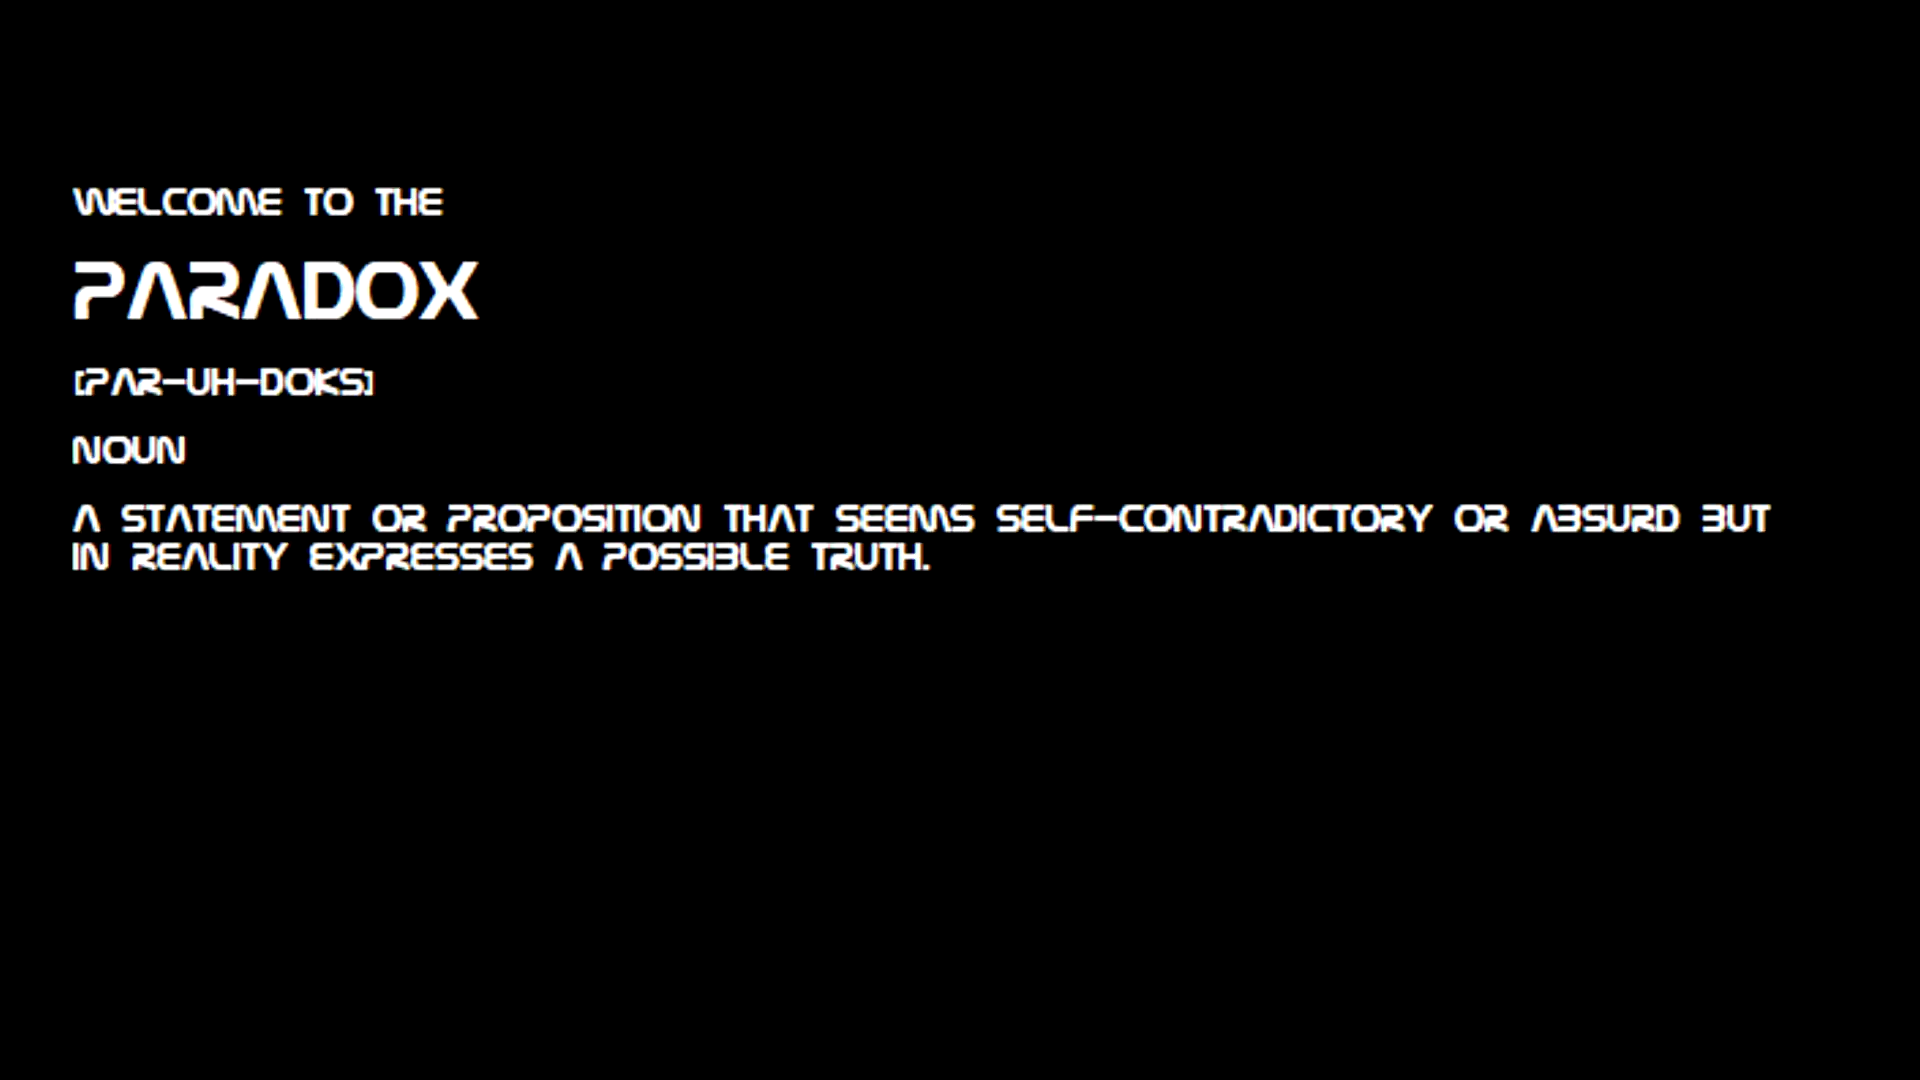 WELCOME TO THE
PARADOX
[PAR-UH-DOKS]
NOUN
A STATEMENT OR PROPOSITION THAT SEEMS SELF-CONTRADICTORY OR ABSURD BUT
IN REALITY EXPRESSES A POSSIBLE TRUTH.